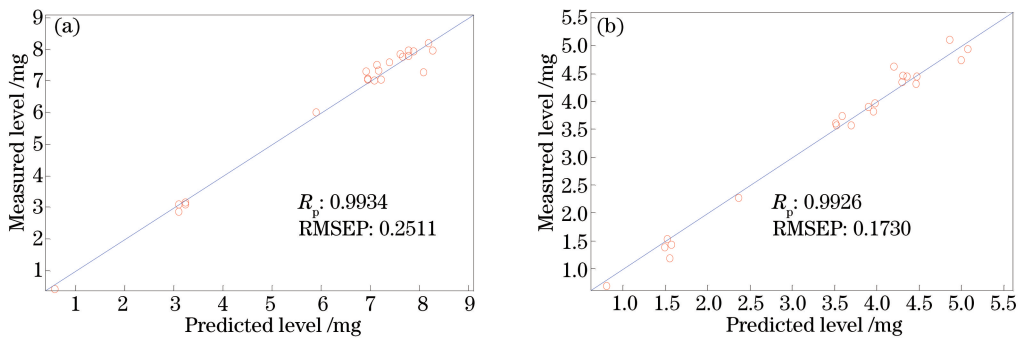 (a)
Measured level /mg
9
8
7
6
5
4
3
2
1
Rp: 0.9934
RMSEP: 0.2511
1 2 3 4 5 6 7 8 9
Predicted level /mg
(b)
Measured level /mg
5.5
5.0
4.5
4.0
3.5
3.0
2.5
2.0
1.5
1.0
Rp: 0.9926
RMSEP: 0.1730
1.0 1.5 2.0 2.5 3.0 3.5 4.0 4.5 5.0 5.5
Predicted level /mg